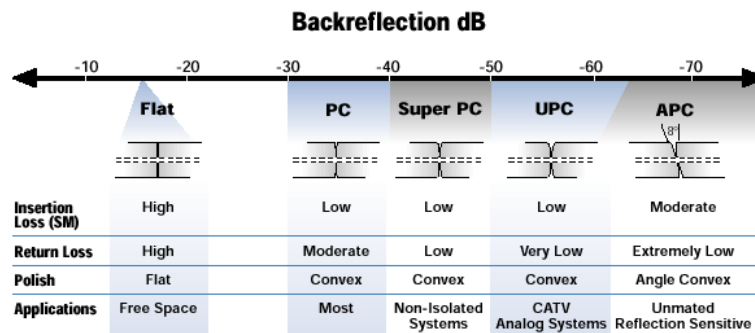 Backreflection dB
-10 -20 -30 -40 -50 -60 -70
Flat PC Super PC UPC APC
8°
Insertion
Loss (SM) High Low Low Low Moderate
Return Loss High Moderate Low Very Low Extremely Low
Polish Flat Convex Convex Convex Angle Convex
Applications Free Space Most Non-Isolated
Systems CATV
Analog Systems Unmated
Reflection Sensitive